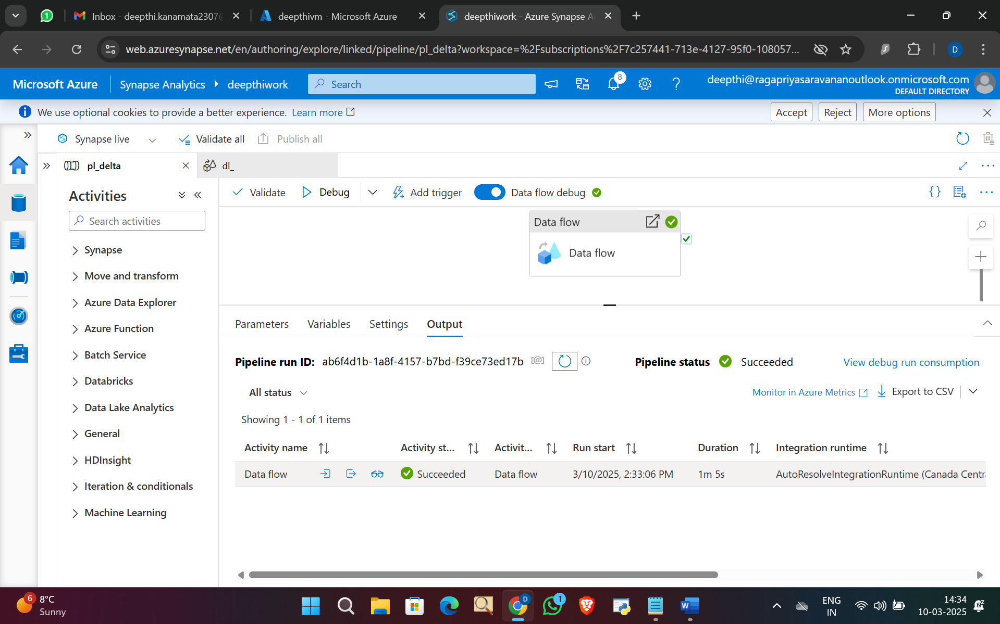 1
Inbox - deepthi.kanamata2307@
deepthivm - Microsoft Azure
deepthiwork - Azure Synapse A
web.azuresynapse.net/en/authoring/explore/linked/pipeline/pl_delta?workspace=%2Fsubscriptions%2F7c257441-713e-4127-95f0-108057...
D
Microsoft Azure
Synapse Analytics
deepthiwork
Search
8
deepthi@ragapriyasaravananoutlook.onmicrosoft.com
DEFAULT DIRECTORY
We use optional cookies to provide a better experience. Learn more
Accept
Reject
More options
Synapse live
Validate all
Publish all
pl_delta
dl_
Activities
Validate
Debug
Add trigger
Data flow debug
Search activities
Synapse
Move and transform
Azure Data Explorer
Azure Function
Batch Service
Databricks
Data Lake Analytics
General
HDInsight
Iteration & conditionals
Machine Learning
Data flow
Data flow
Parameters
Variables
Settings
Output
Pipeline run ID: ab6f4d1b-1a8f-4157-b7bd-f39ce73ed17b [@]
Pipeline status Succeeded
View debug run consumption
All status
Monitor in Azure Metrics
Export to CSV
Showing 1 - 1 of 1 items
Activity name Activity st... Activit... Run start Duration Integration runtime
Data flow Succeeded Data flow 3/10/2025, 2:33:06 PM 1m 5s AutoResolveIntegrationRuntime (Canada Centr
6
8°C
Sunny
D
1
W
ENG
IN
14:34
10-03-2025